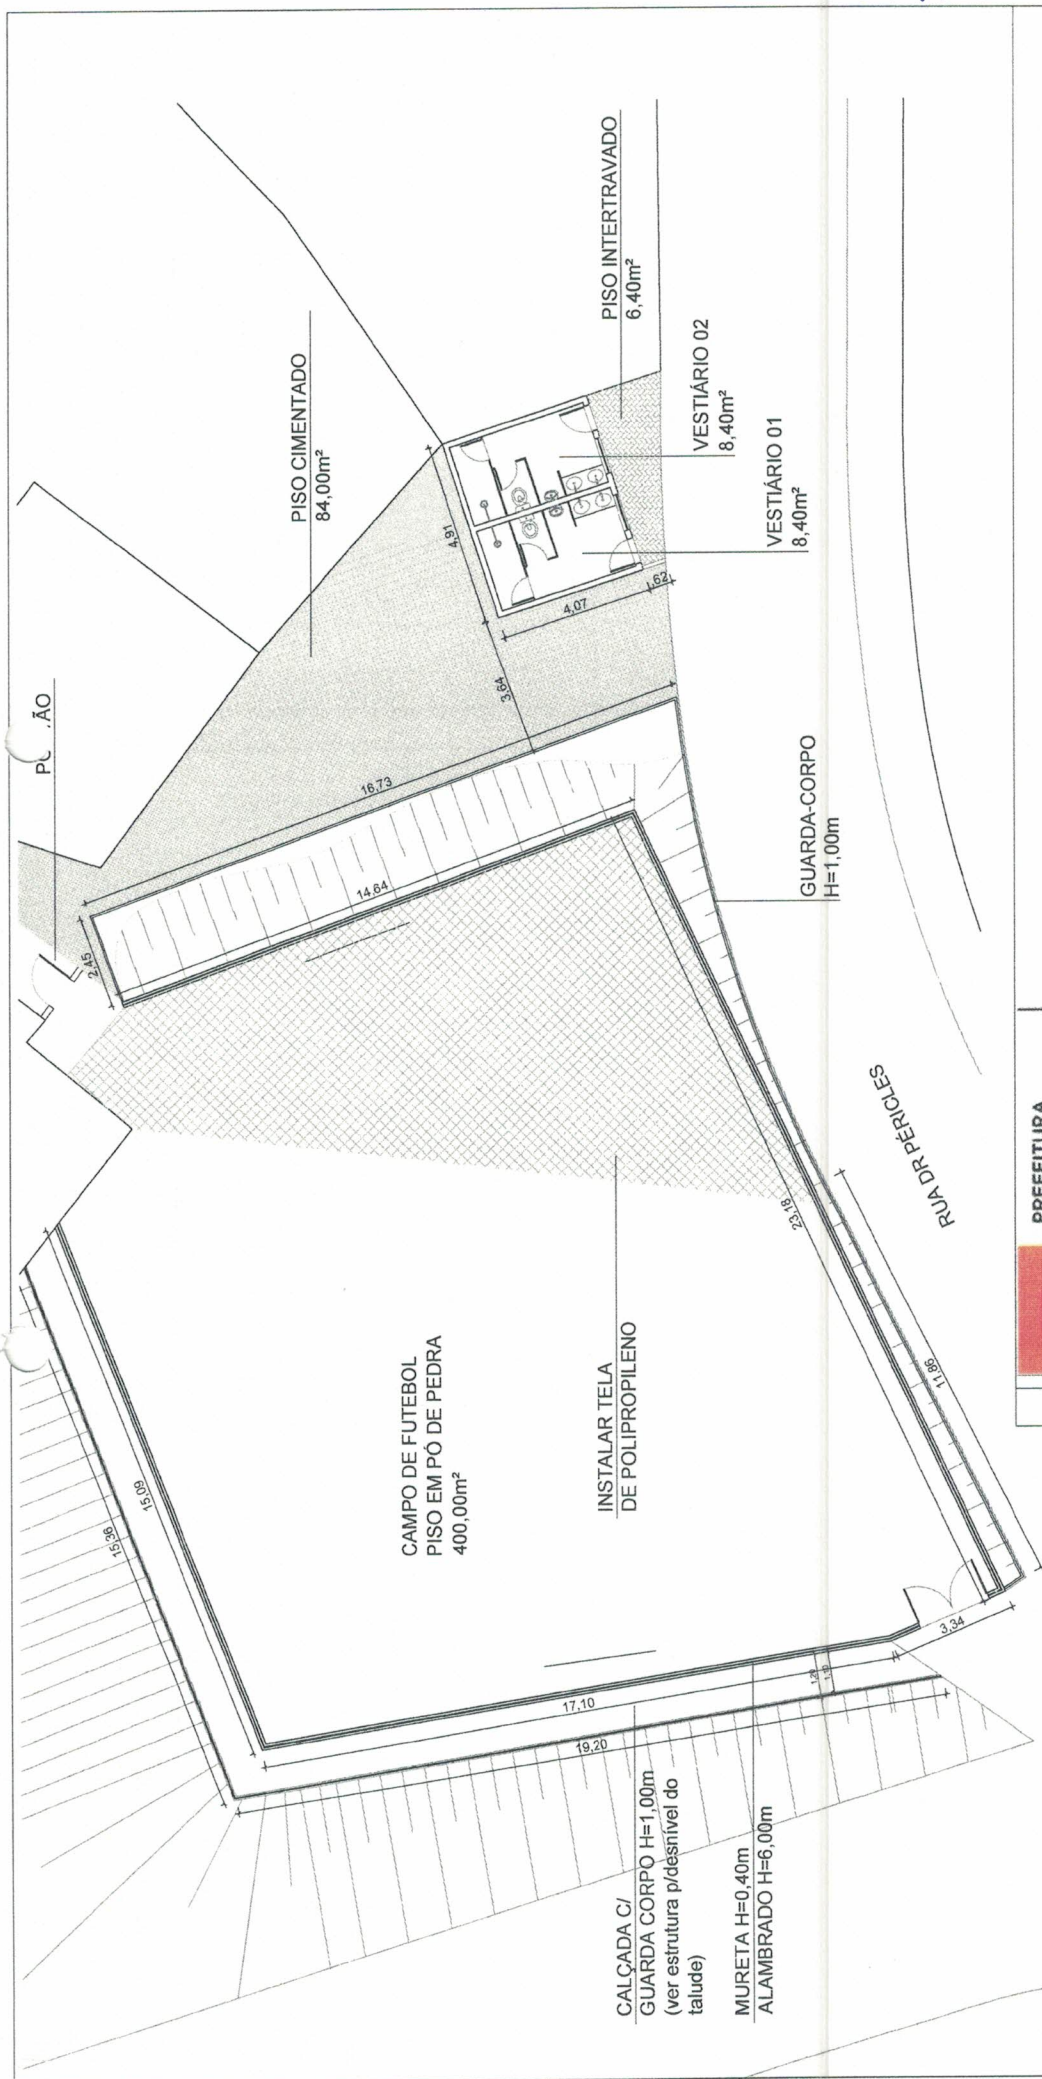 PISO CIMENTADO
84,00m²
PISO INTERTRAVADO
6,40m²
VESTIÁRIO 02
8,40m²
VESTIÁRIO 01
8,40m²
4,91
4,07
,62
3,64
16,73
14,64
2,45
GUARDA-CORPO
H=1,00m
RUA DR PÉRICLES
23,18
11,86
CAMPO DE FUTEBOL
PISO EM PÓ DE PEDRA
400,00m²
INSTALAR TELA
DE POLIPROPILENO
15,09
15,36
17,10
19,20
3,34
CALÇADA C/
GUARDA CORPO H=1,00m
(ver estrutura p/desnível do
talude)
MURETA H=0,40m
ALAMBRADO H=6,00m
PREFEITURA